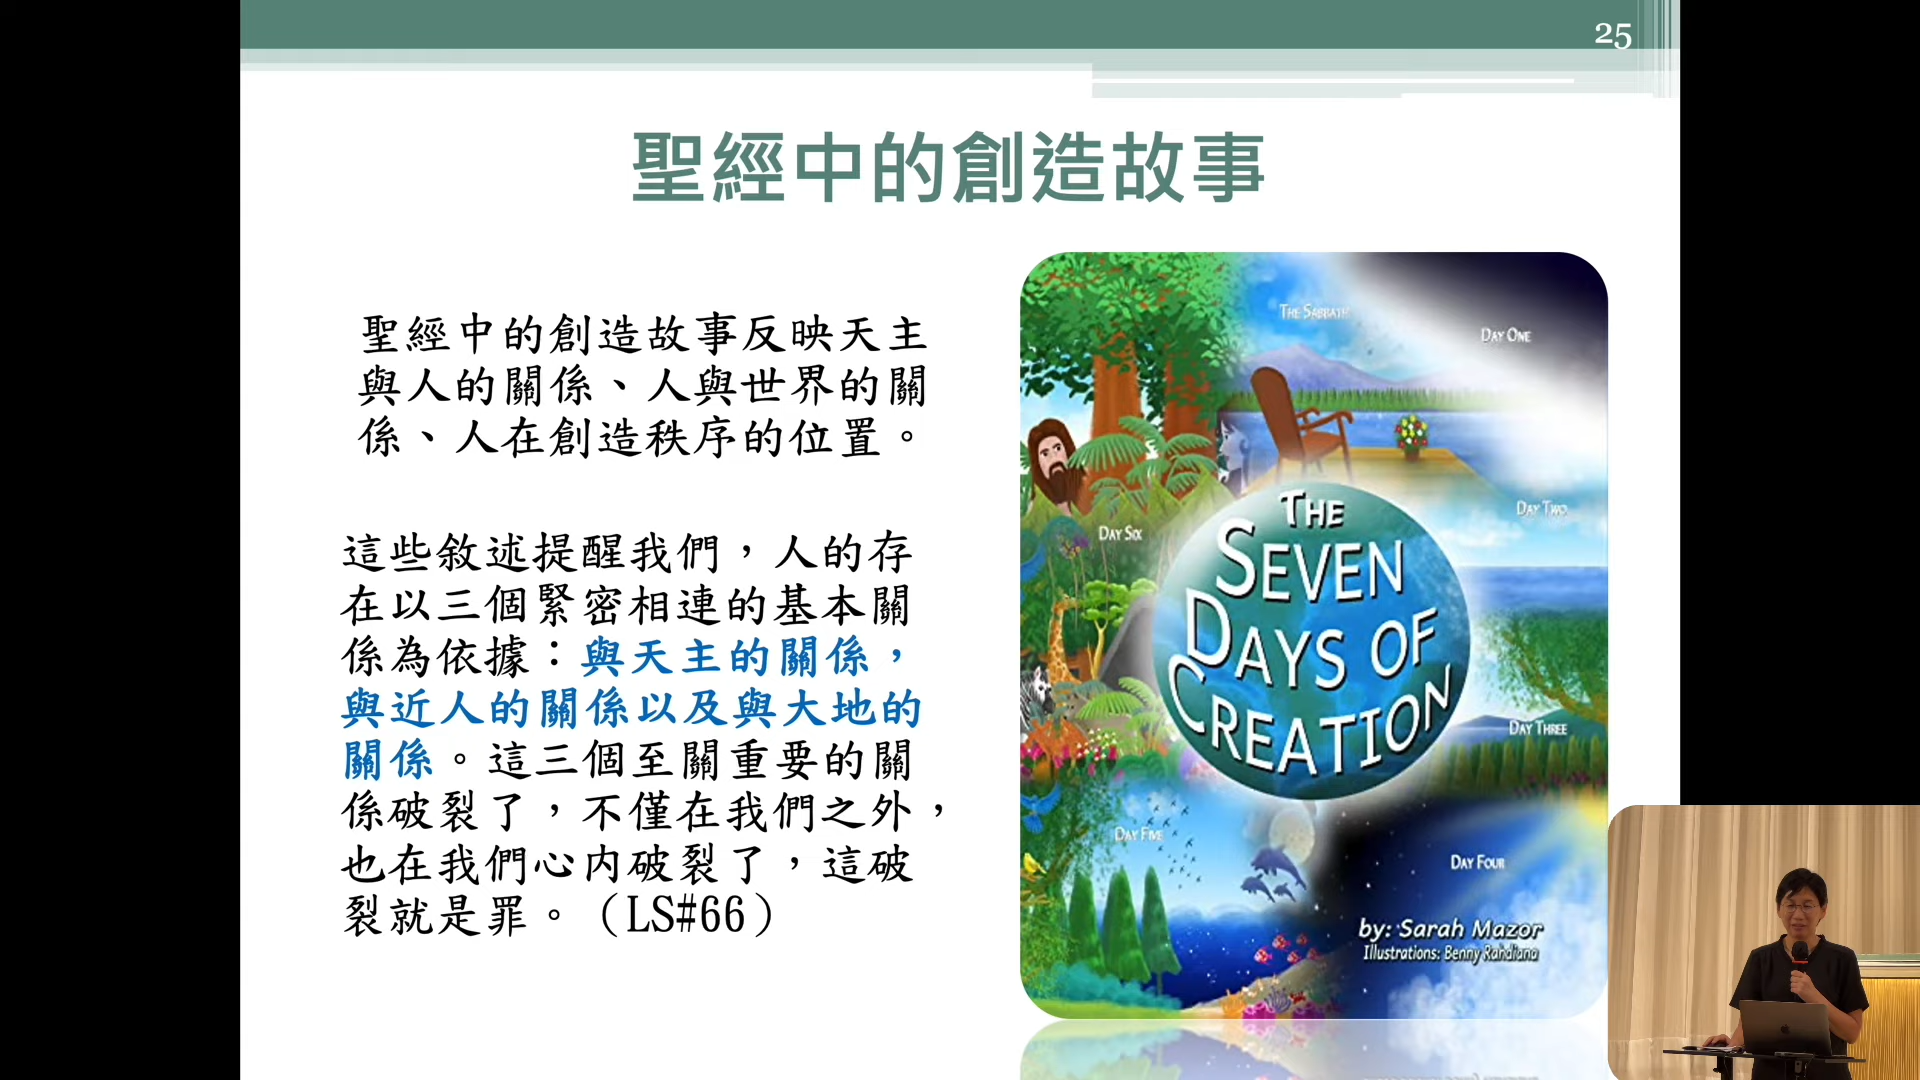 25
聖經中的創造故事
聖經中的創造故事反映天主
與人的關係、人與世界的關
係、人在創造秩序的位置。
這些敘述提醒我們，人的存
在以三個緊密相連的基本關
係為依據：與天主的關係，
與近人的關係以及與大地的
關係。這三個至關重要的關
係破裂了，不僅在我們之外，
也在我們心内破裂了，這破
裂就是罪。（LS#66）
THE SABBATH
DAY ONE
DAY TWO
DAY SIX
THE
SEVEN
DAYS OF
CREATION
DAY THREE
DAY FIVE
DAY FOUR
by: Sarah Mazor
Illustrations: Benny Rahdiana